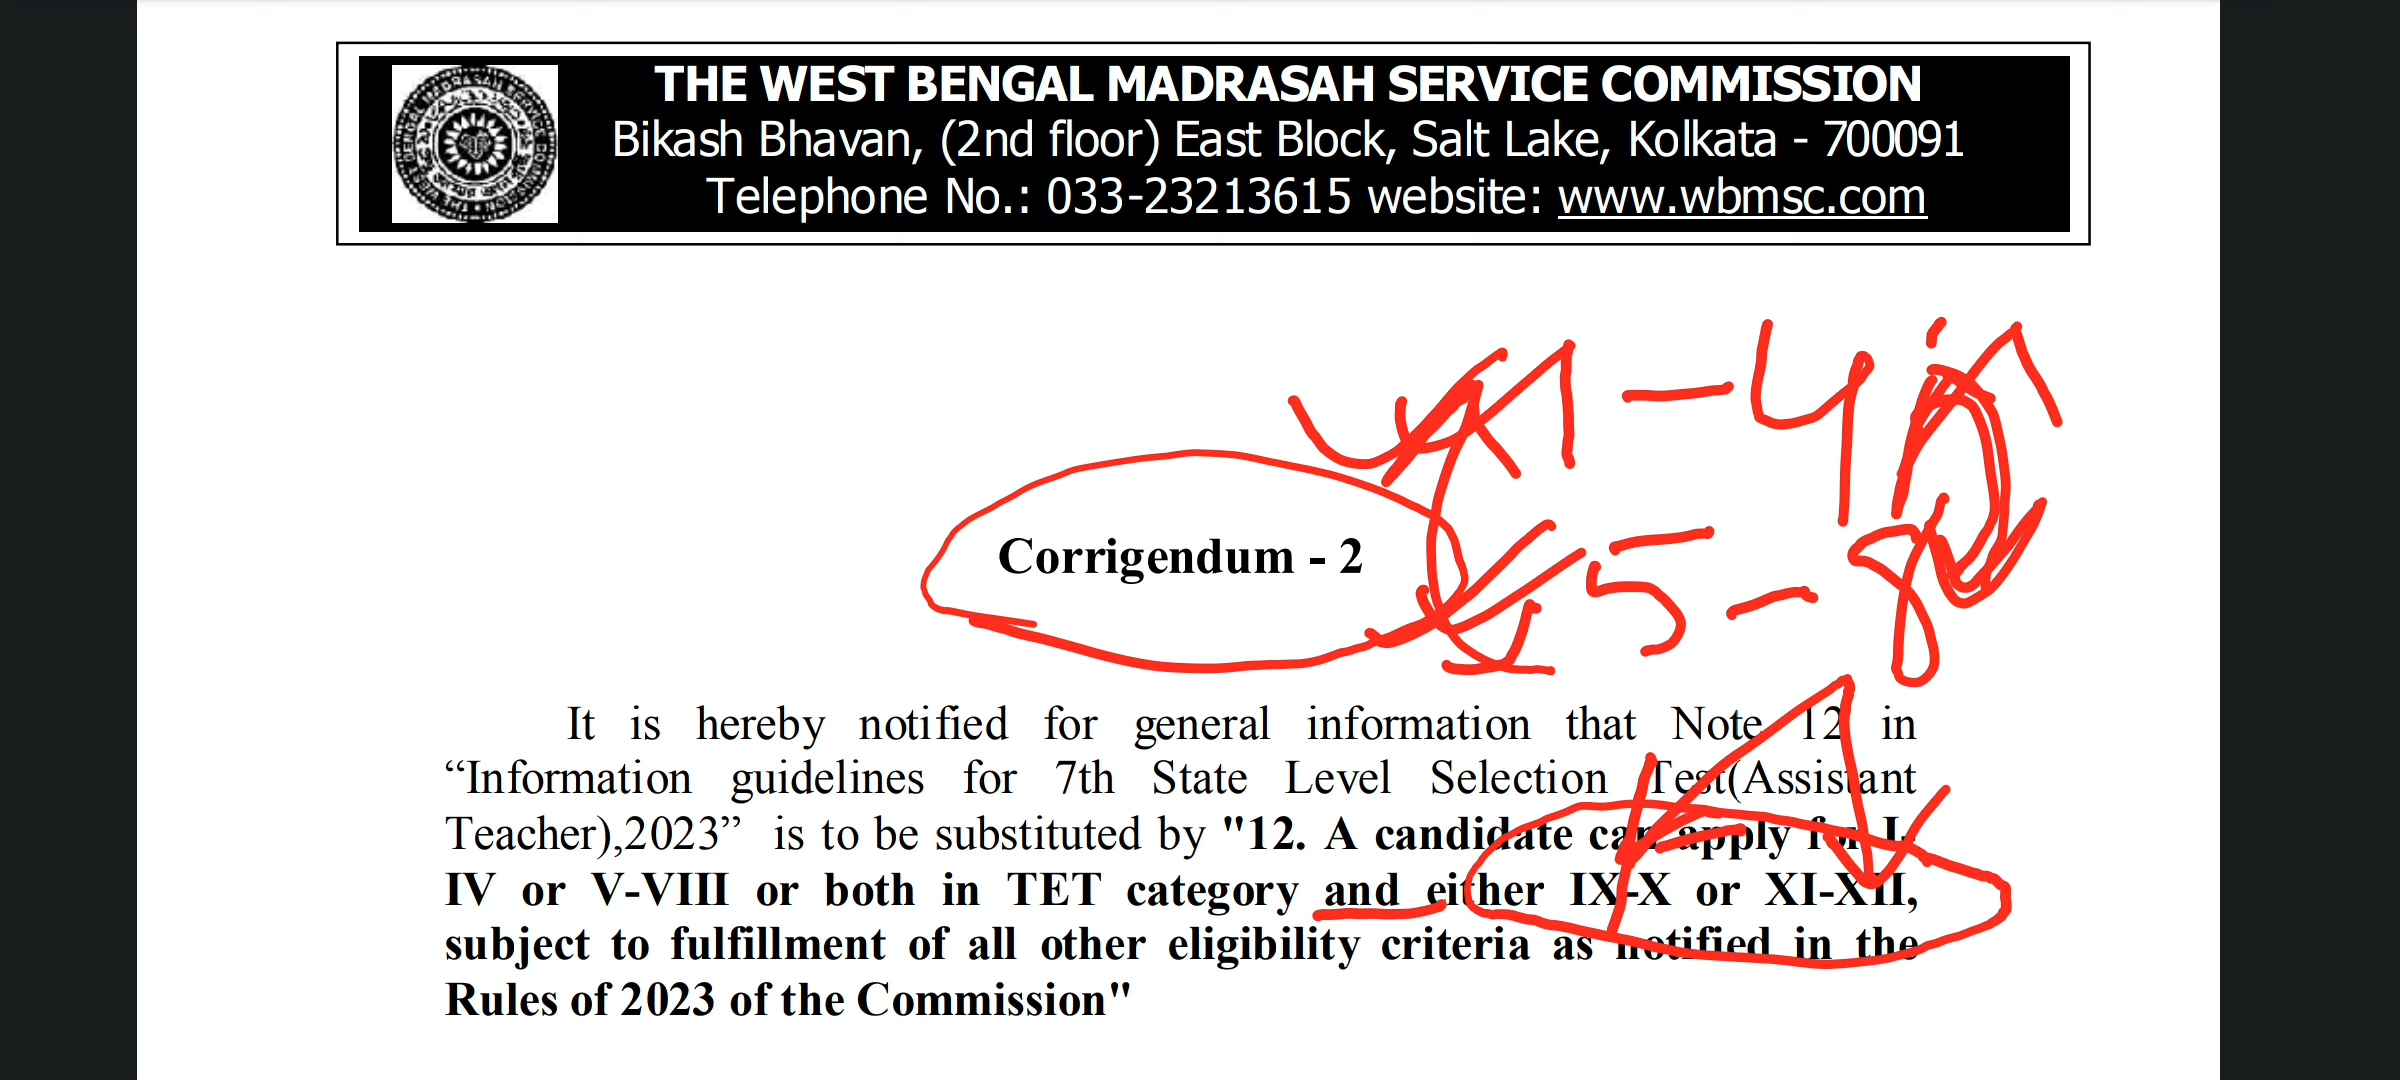 THE WEST BENGAL MADRASAH SERVICE COMMISSION
Bikash Bhavan, (2nd floor) East Block, Salt Lake, Kolkata - 700091
Telephone No.: 033-23213615 website: www.wbmsc.com
1-4
Corrigendum - 2
5-8
It is hereby notified for general information that Note 12 in
“Information guidelines for 7th State Level Selection Test(Assistant
Teacher),2023” is to be substituted by "12. A candidate can apply for I-
IV or V-VIII or both in TET category and either IX-X or XI-XII,
subject to fulfillment of all other eligibility criteria as notified in the
Rules of 2023 of the Commission"